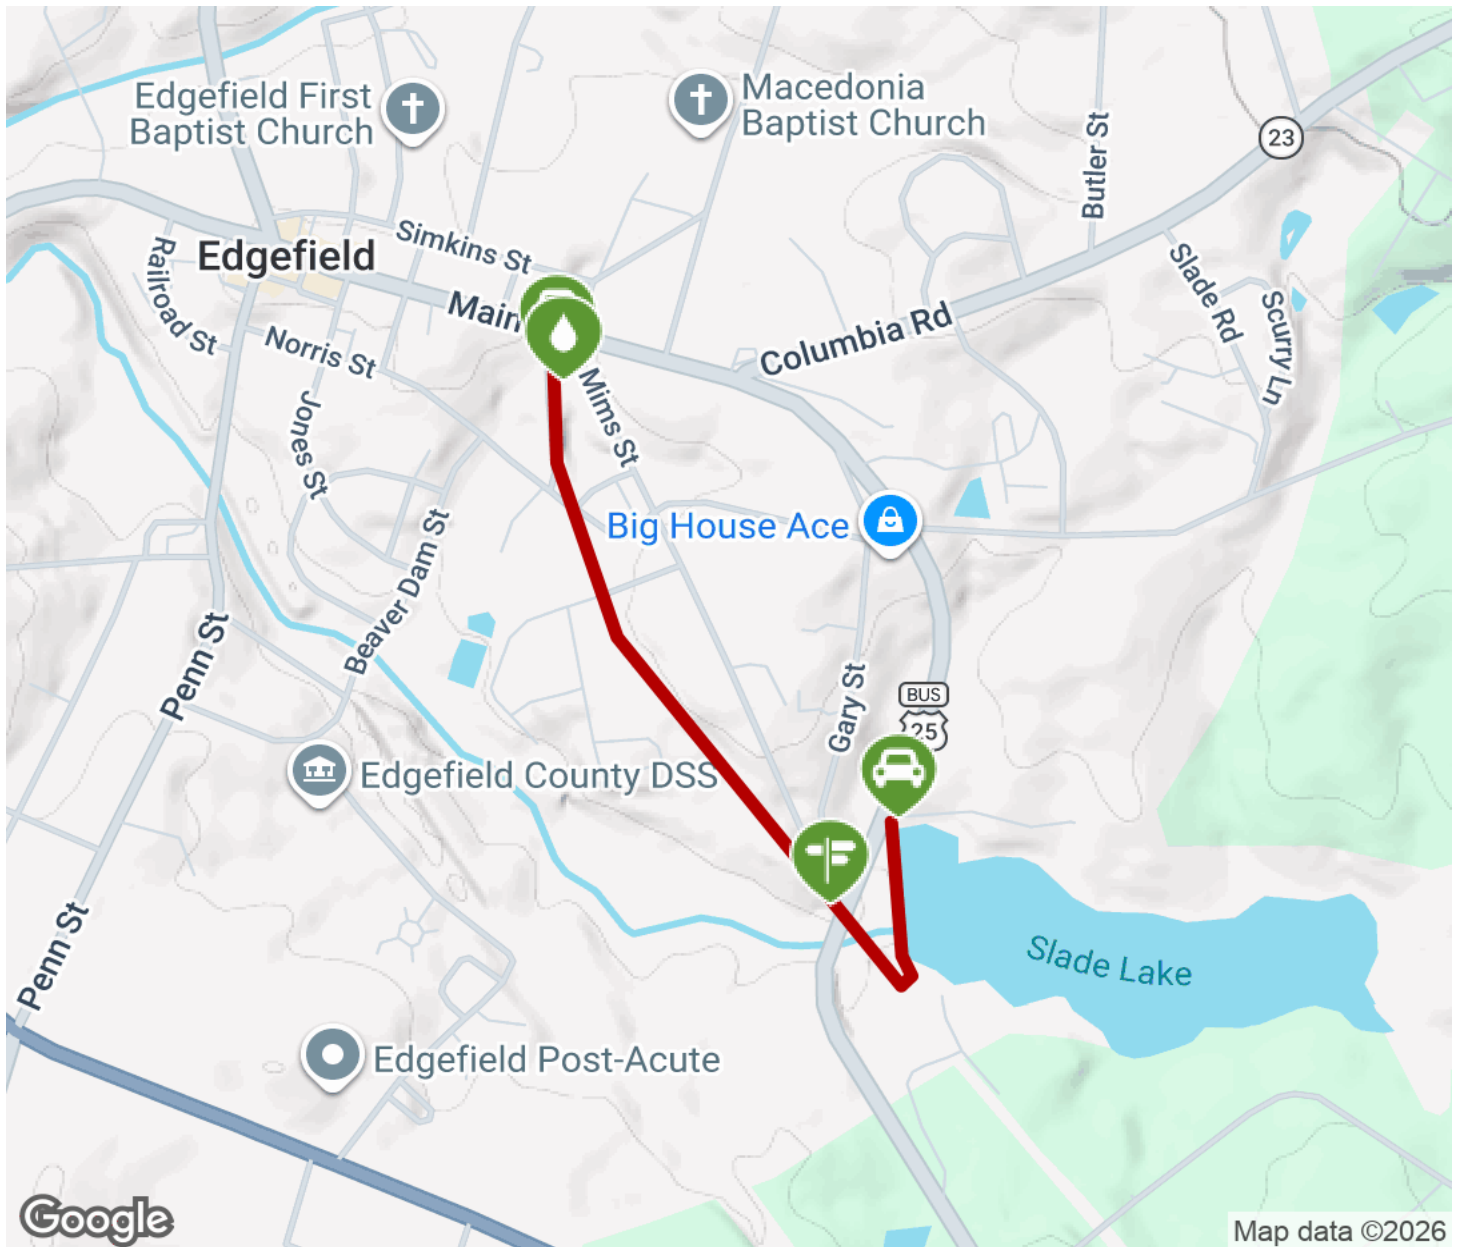 Edgefield First
Baptist Church
Macedonia
Baptist Church
23
Butler St
Simkins St
Edgefield
Railroad St
Main
Norris St
Columbia Rd
Slade Rd
Scurry Ln
Mims St
Jones St
Big House Ace
Beaver Dam St
Penn St
Gary St
BUS
25
Edgefield County DSS
Penn St
Slade Lake
Edgefield Post-Acute
Google
Map data ©2026